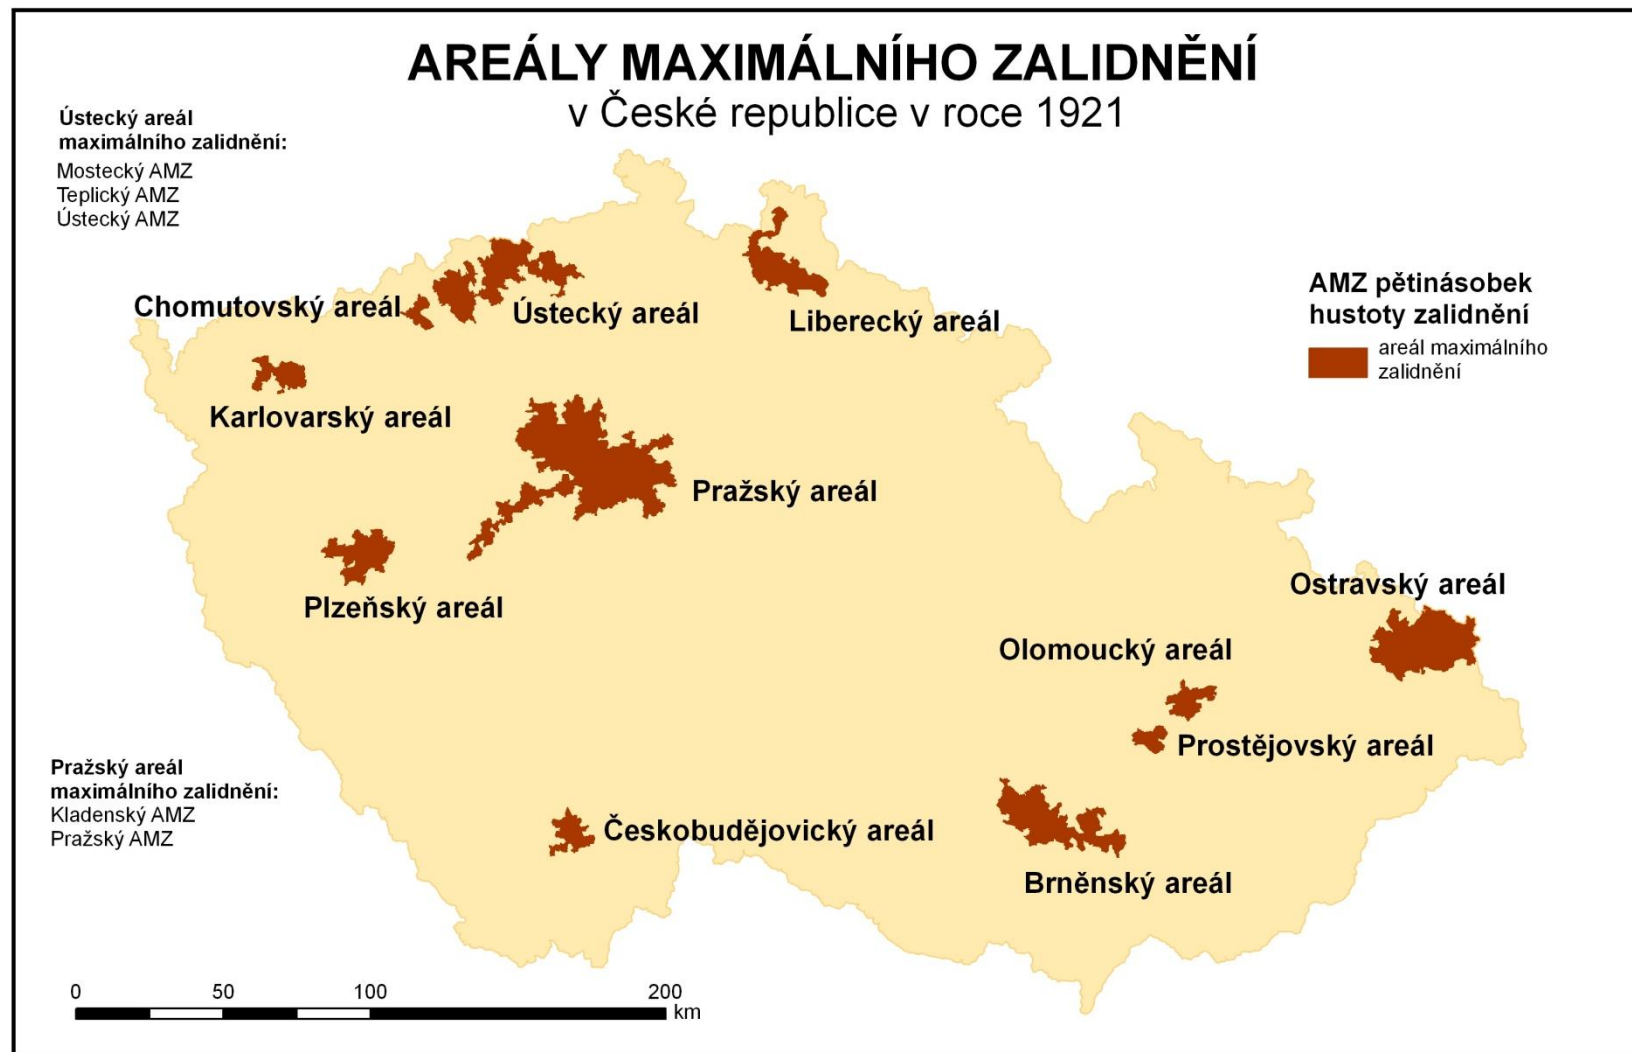 AREÁLY MAXIMÁLNÍHO ZALIDNĚNÍ
v České republice v roce 1921
Ústecký areál
maximálního zalidnění:
Mostecký AMZ
Teplický AMZ
Ústecký AMZ
Chomutovský areál
Ústecký areál
Liberecký areál
AMZ pětinásobek
hustoty zalidnění
areál maximálního
zalidnění
Karlovarský areál
Pražský areál
Plzeňský areál
Ostravský areál
Olomoucký areál
Prostějovský areál
Pražský areál
maximálního zalidnění:
Kladenský AMZ
Pražský AMZ
Českobudějovický areál
Brněnský areál
0 50 100 200
km